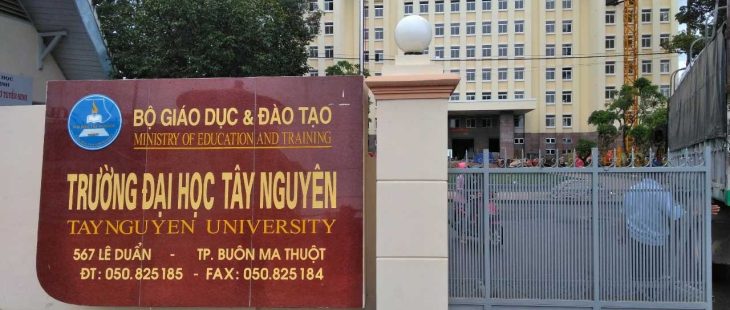 BỘ GIÁO DỤC & ĐÀO TẠO
MINISTRY OF EDUCATION AND TRAINING
TRƯỜNG ĐẠI HỌC TÂY NGUYÊN
TAYNGUYEN UNIVERSITY
567 LÊ DUẨN - TP. BUÔN MA THUỘT
ĐT: 050.825185 - FAX: 050.825184